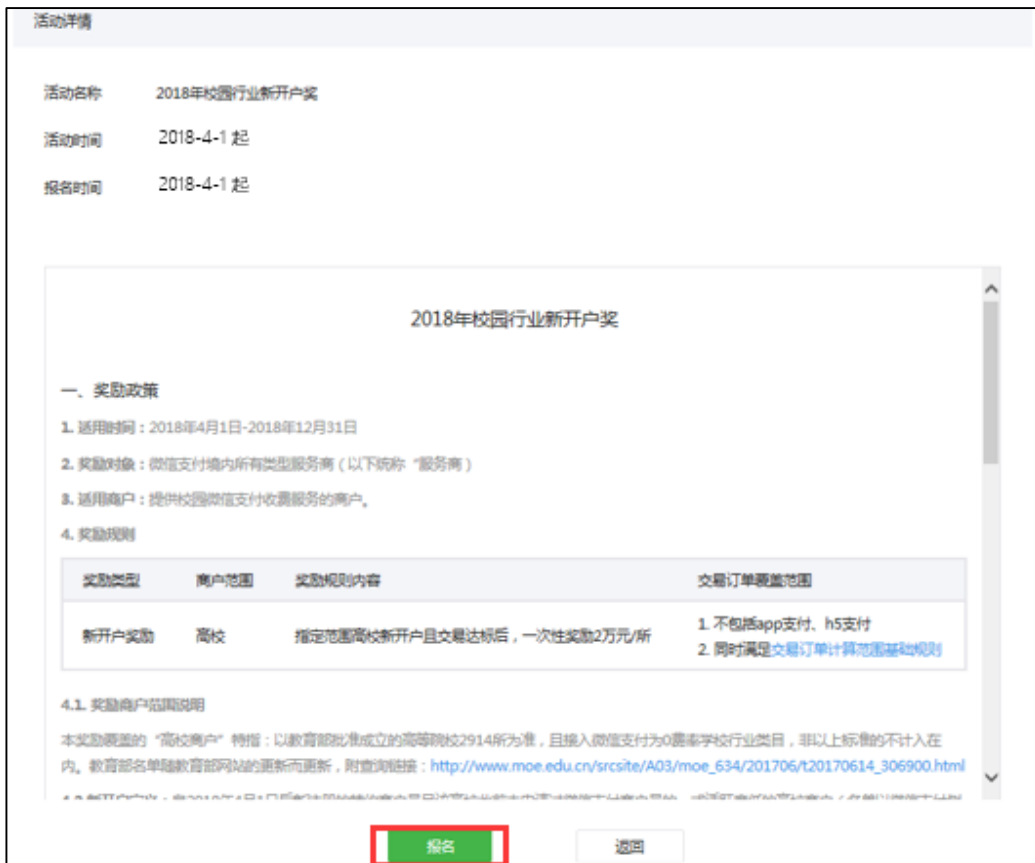 活动详情
活动名称 2018年校园行业新开户奖
活动时间 2018-4-1 起
报名时间 2018-4-1 起
2018年校园行业新开户奖
一、奖励政策
1. 适用时间：2018年4月1日-2018年12月31日
2. 奖励对象：微信支付境内所有类型服务商（以下统称“服务商）
3. 适用商户：提供校园微信支付收费服务的商户。
4. 奖励规则
奖励类型 商户范围 奖励规则内容 交易订单覆盖范围
新开户奖励 高校 指定范围高校新开户且交易达标后，一次性奖励2万元/所 1. 不包括app支付、h5支付
2. 同时满足交易订单计算范围基础规则
4.1. 奖励商户范围说明
本奖励覆盖的“高校商户”特指：以教育部批准成立的高等院校2914所为准，且接入微信支付为0费率学校行业类目，非以上标准的不计入在
内。教育部名单随教育部网站的更新而更新，附查询链接：http://www.moe.edu.cn/srcsite/A03/moe_634/201706/t20170614_306900.html
报名 返回